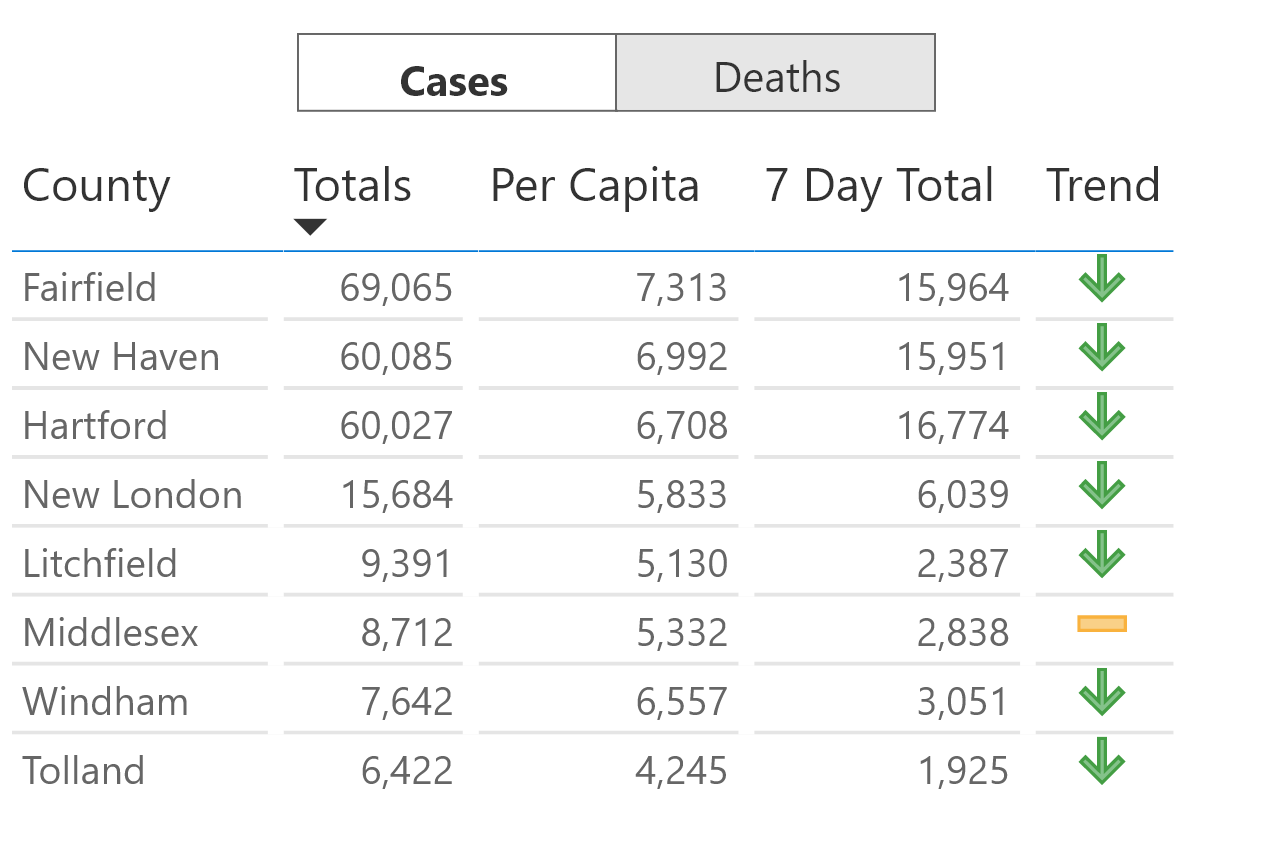 Cases Deaths
County Totals Per Capita 7 Day Total Trend
Fairfield 69,065 7,313 15,964
New Haven 60,085 6,992 15,951
Hartford 60,027 6,708 16,774
New London 15,684 5,833 6,039
Litchfield 9,391 5,130 2,387
Middlesex 8,712 5,332 2,838
Windham 7,642 6,557 3,051
Tolland 6,422 4,245 1,925